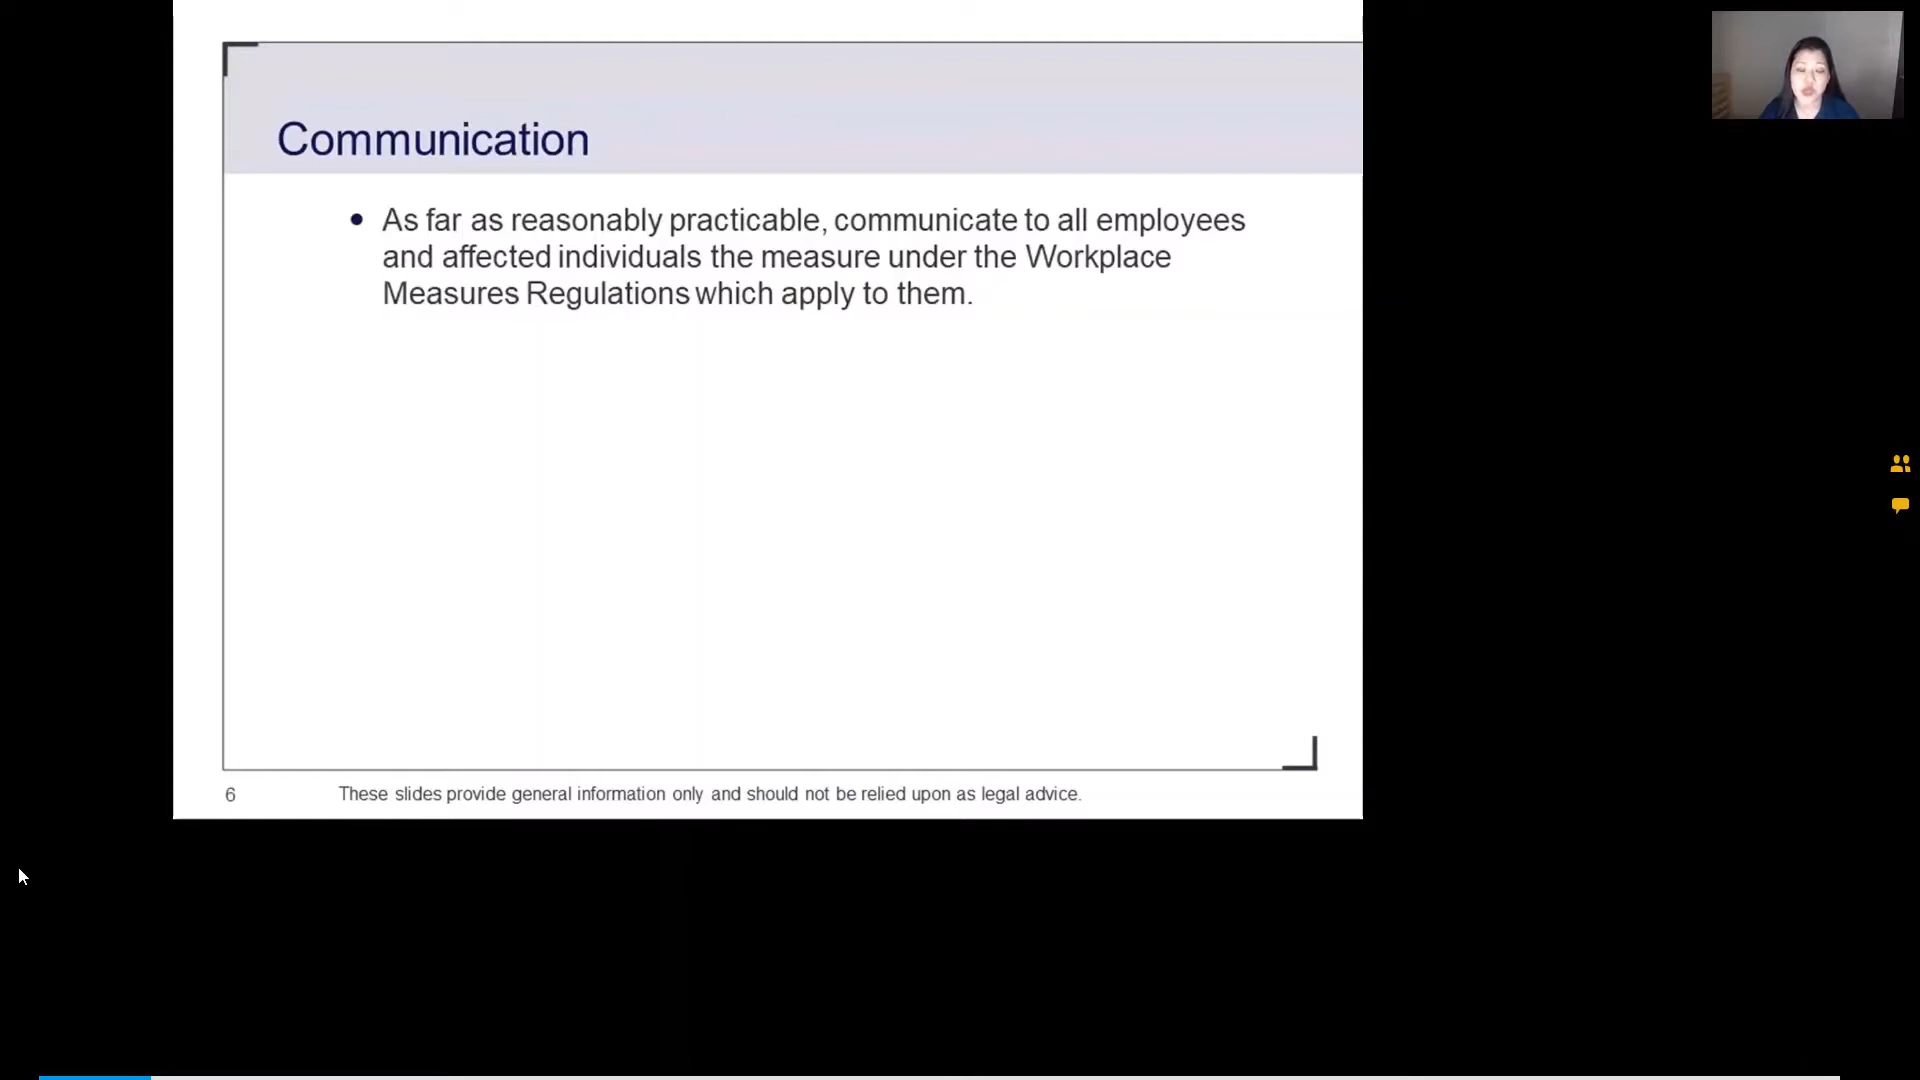 Communication
• As far as reasonably practicable, communicate to all employees
and affected individuals the measure under the Workplace
Measures Regulations which apply to them.
6
These slides provide general information only and should not be relied upon as legal advice.